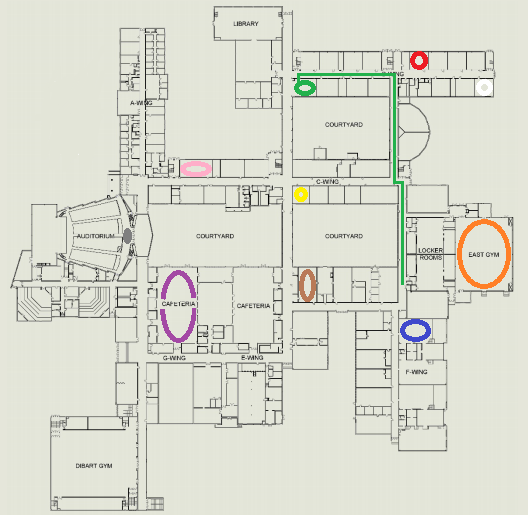 LIBRARY
D-WING
A-WING
COURTYARD
C-WING
AUDITORIUM
COURTYARD
COURTYARD
LOCKER
ROOMS
EAST GYM
CAFETERIA
CAFETERIA
G-WING
E-WING
F-WING
DIBART GYM